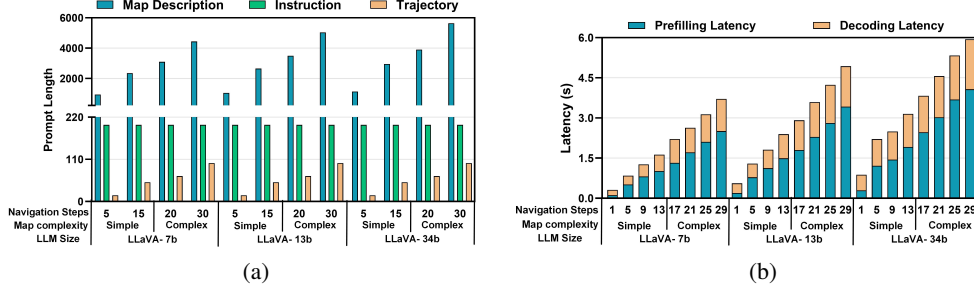 Map Description Instruction Trajectory
Prompt Length
6000
4000
2000
220
110
0
Navigation Steps 5 15 20 30 5 15 20 30 5 15 20 30
Map complexity Simple Complex Simple Complex Simple Complex
LLM Size LLaVA- 7b LLaVA- 13b LLaVA- 34b
(a)
Prefilling Latency Decoding Latency
Latency (s)
6.0
4.5
3.0
1.5
0.0
Navigation Steps 1 5 9 13 17 21 25 29 1 5 9 13 17 21 25 29 1 5 9 13 17 21 25 29
Map complexity Simple Complex Simple Complex Simple Complex
LLM Size LLaVA- 7b LLaVA- 13b LLaVA- 34b
(b)